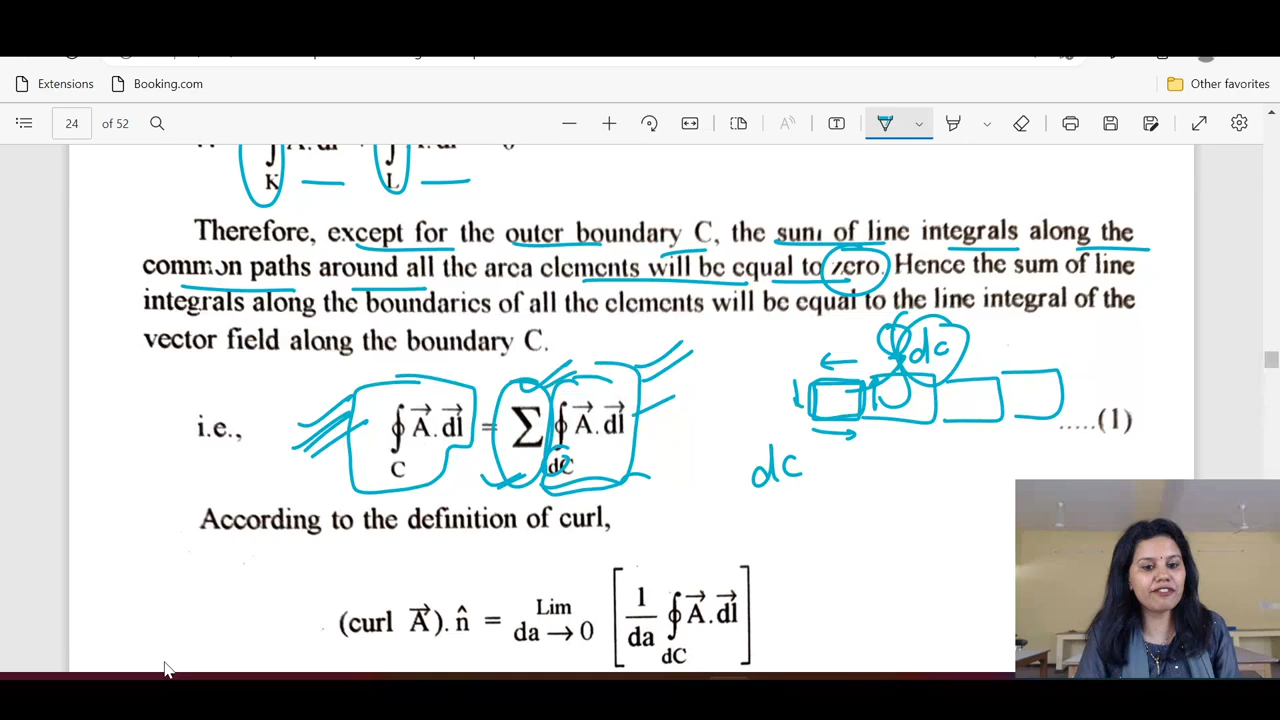 Extensions
Booking.com
Other favorites
24 of 52
K
L
Therefore, except for the outer boundary C, the sum of line integrals along the
common paths around all the area elements will be equal to zero. Hence the sum of line
integrals along the boundaries of all the elements will be equal to the line integral of the
vector field along the boundary C.
dc
i.e., ∮ A⃗. dl⃗ = ∑ ∮ A⃗. dl⃗ .....(1)
C dC
dc
According to the definition of curl,
(curl A⃗). n̂ = Lim da→0 [ 1/da ∮ dC A⃗. dl⃗ ]